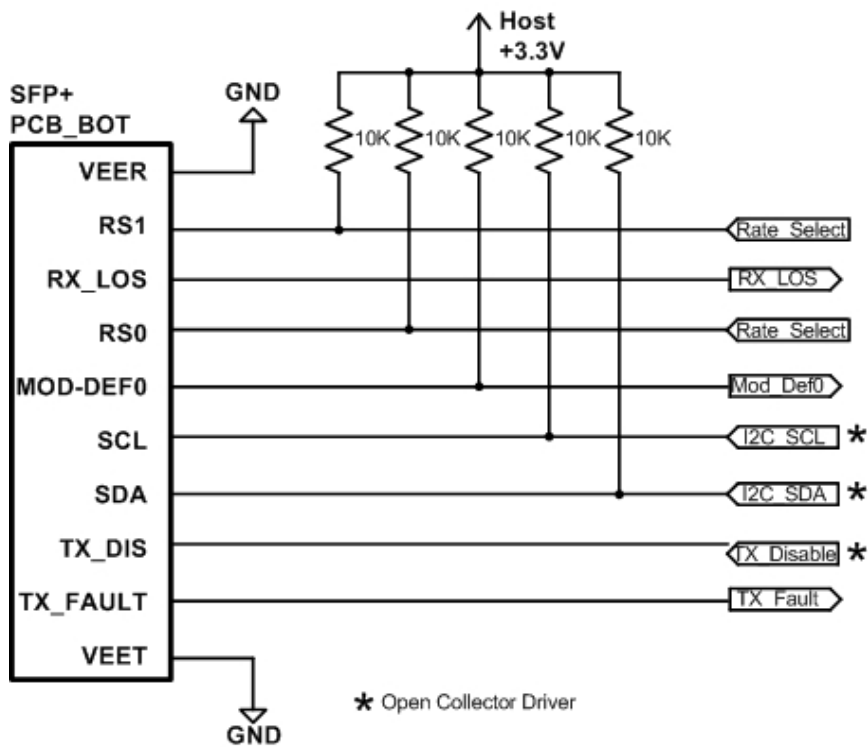 Host
+3.3V
SFP+
PCB_BOT
GND
10K 10K 10K 10K 10K
VEER
RS1 Rate_Select
RX_LOS RX_LOS
RS0 Rate_Select
MOD-DEF0 Mod_Def0
SCL I2C_SCL *
SDA I2C_SDA *
TX_DIS TX_Disable *
TX_FAULT TX_Fault
VEET
* Open Collector Driver
GND